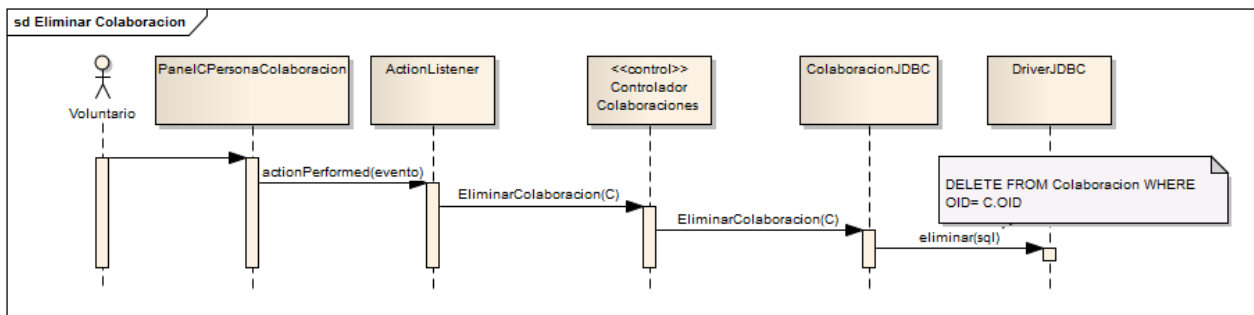 sd Eliminar Colaboracion
Voluntario
PanelCPersonaColaboracion
ActionListener
<<control>>
Controlador
Colaboraciones
ColaboracionJDBC
DriverJDBC
actionPerformed(evento)
EliminarColaboracion(C)
EliminarColaboracion(C)
eliminar(sql)
DELETE FROM Colaboracion WHERE
OID= C.OID